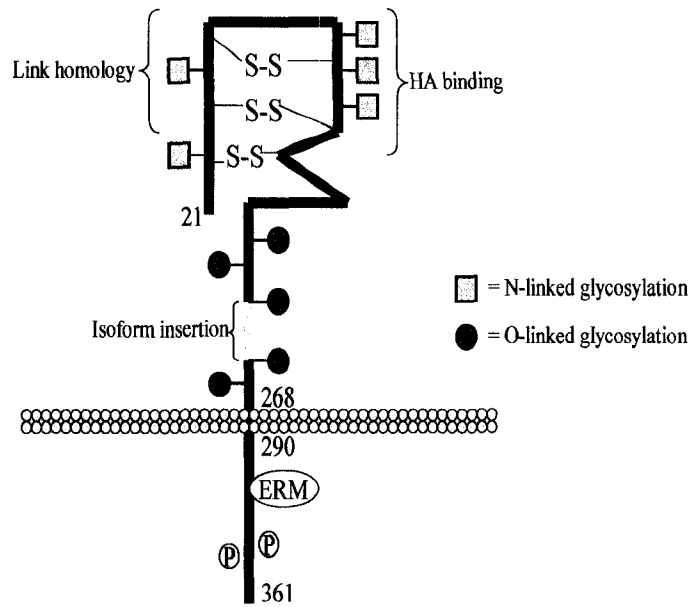 Link homology
S-S
HA binding
S-S
S-S
21
= N-linked glycosylation
Isoform insertion
= O-linked glycosylation
268
290
ERM
P P
361